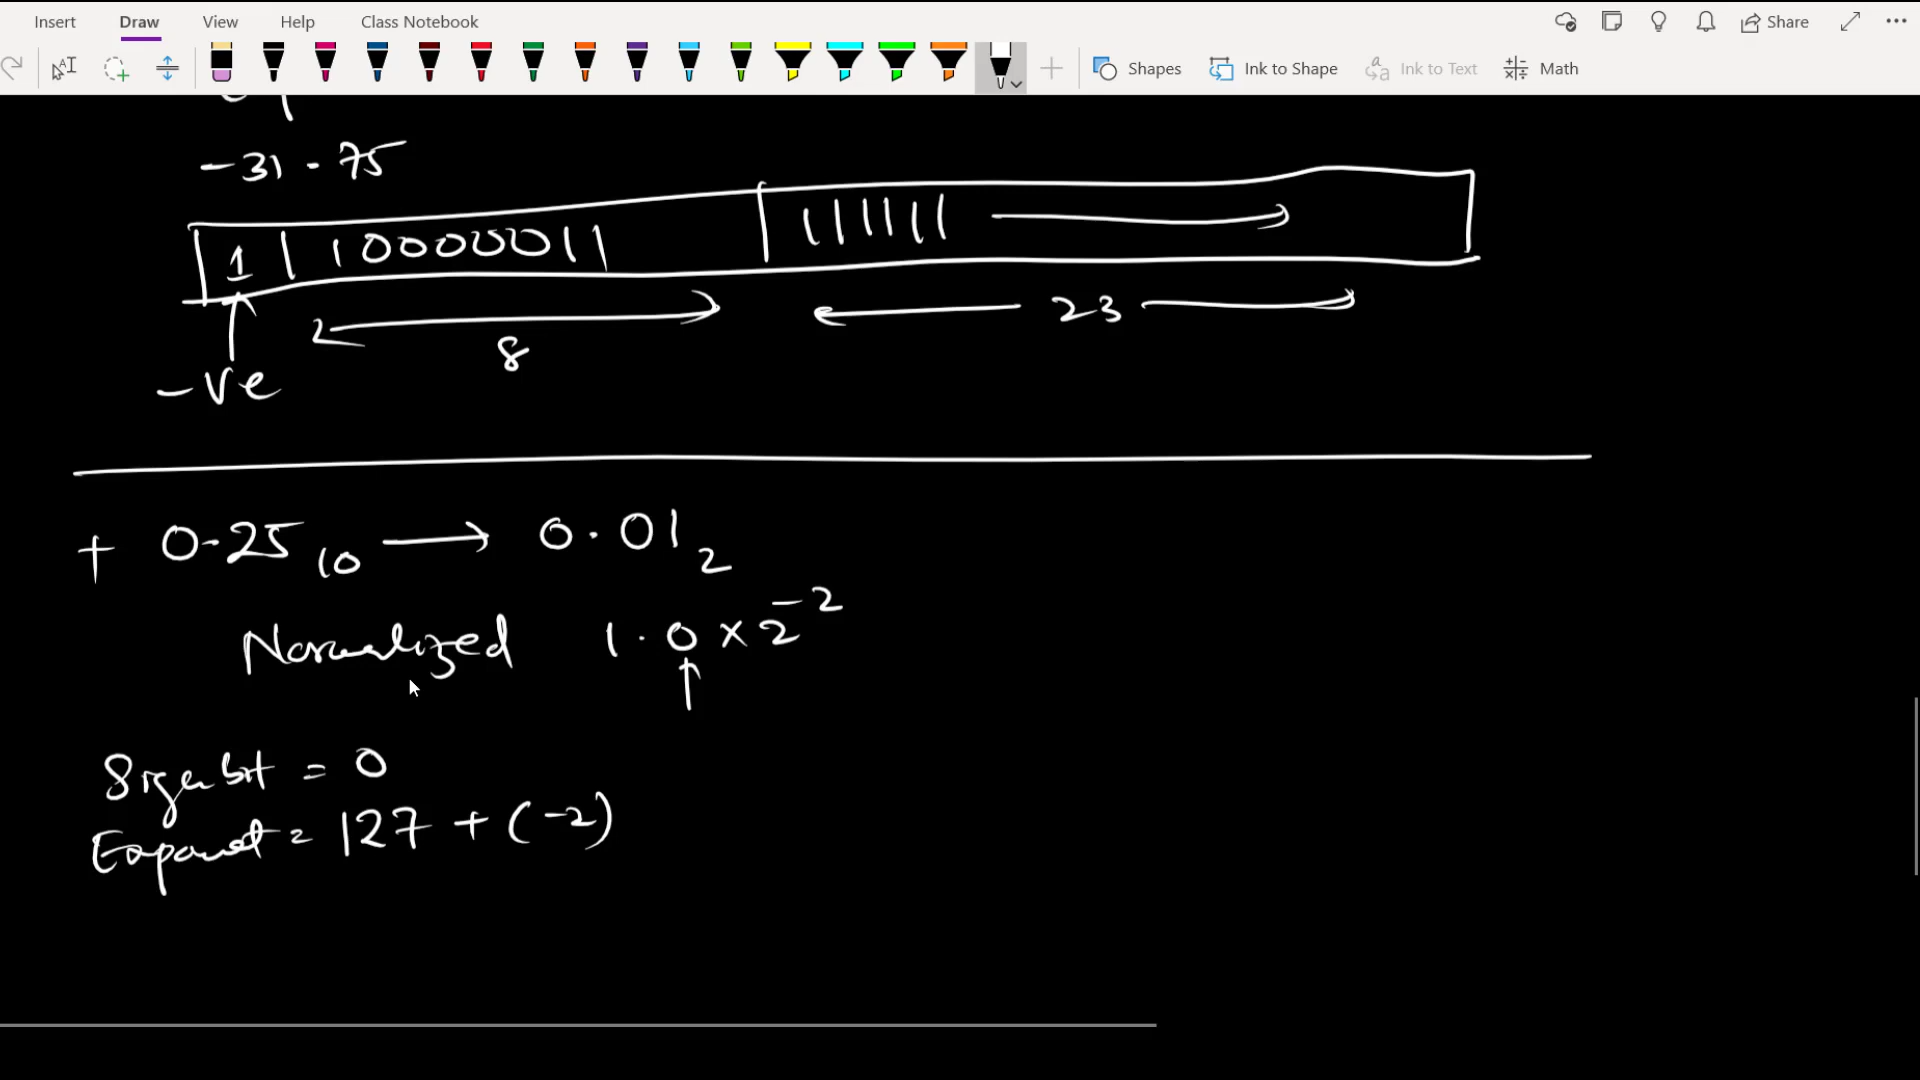 Insert Draw View Help Class Notebook Share
Shapes Ink to Shape Ink to Text Math
-31.75
1 10000011 111111
8 23
-ve
+ 0.25 10 → 0.01 2
Normalized 1.0 x 2 -2
Sign bit = 0
Exponent = 127 + (-2)